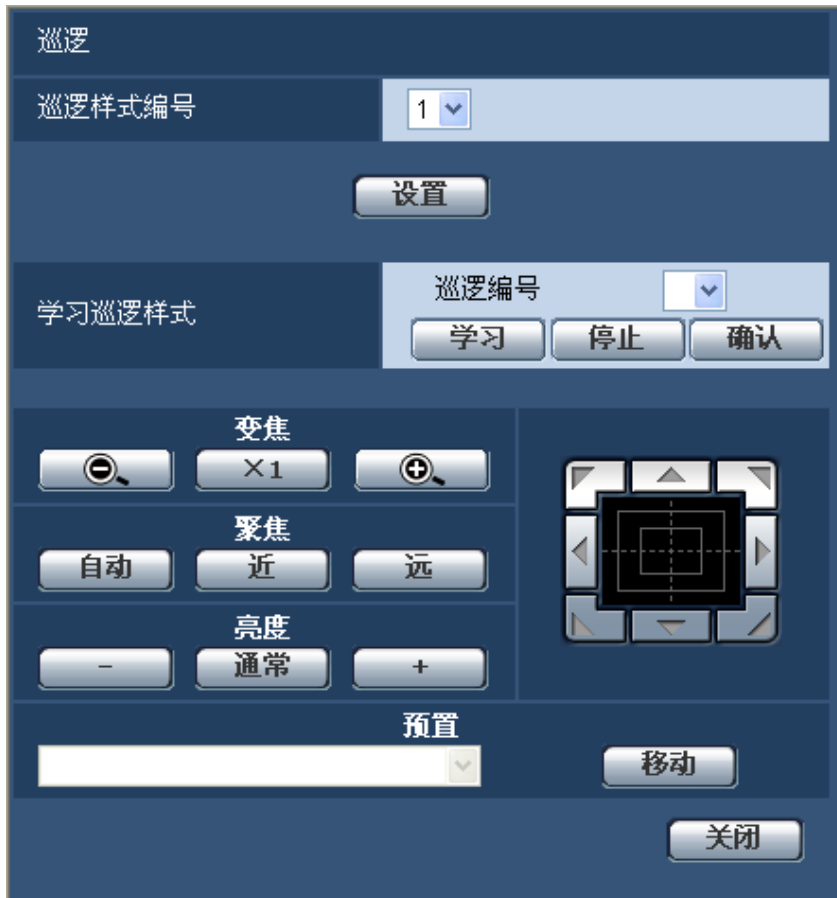 巡逻
巡逻样式编号 1
设置
巡逻编号
学习巡逻样式
学习 停止 确认
变焦
×1
聚焦
自动 近 远
亮度
- 通常 +
预置
移动
关闭